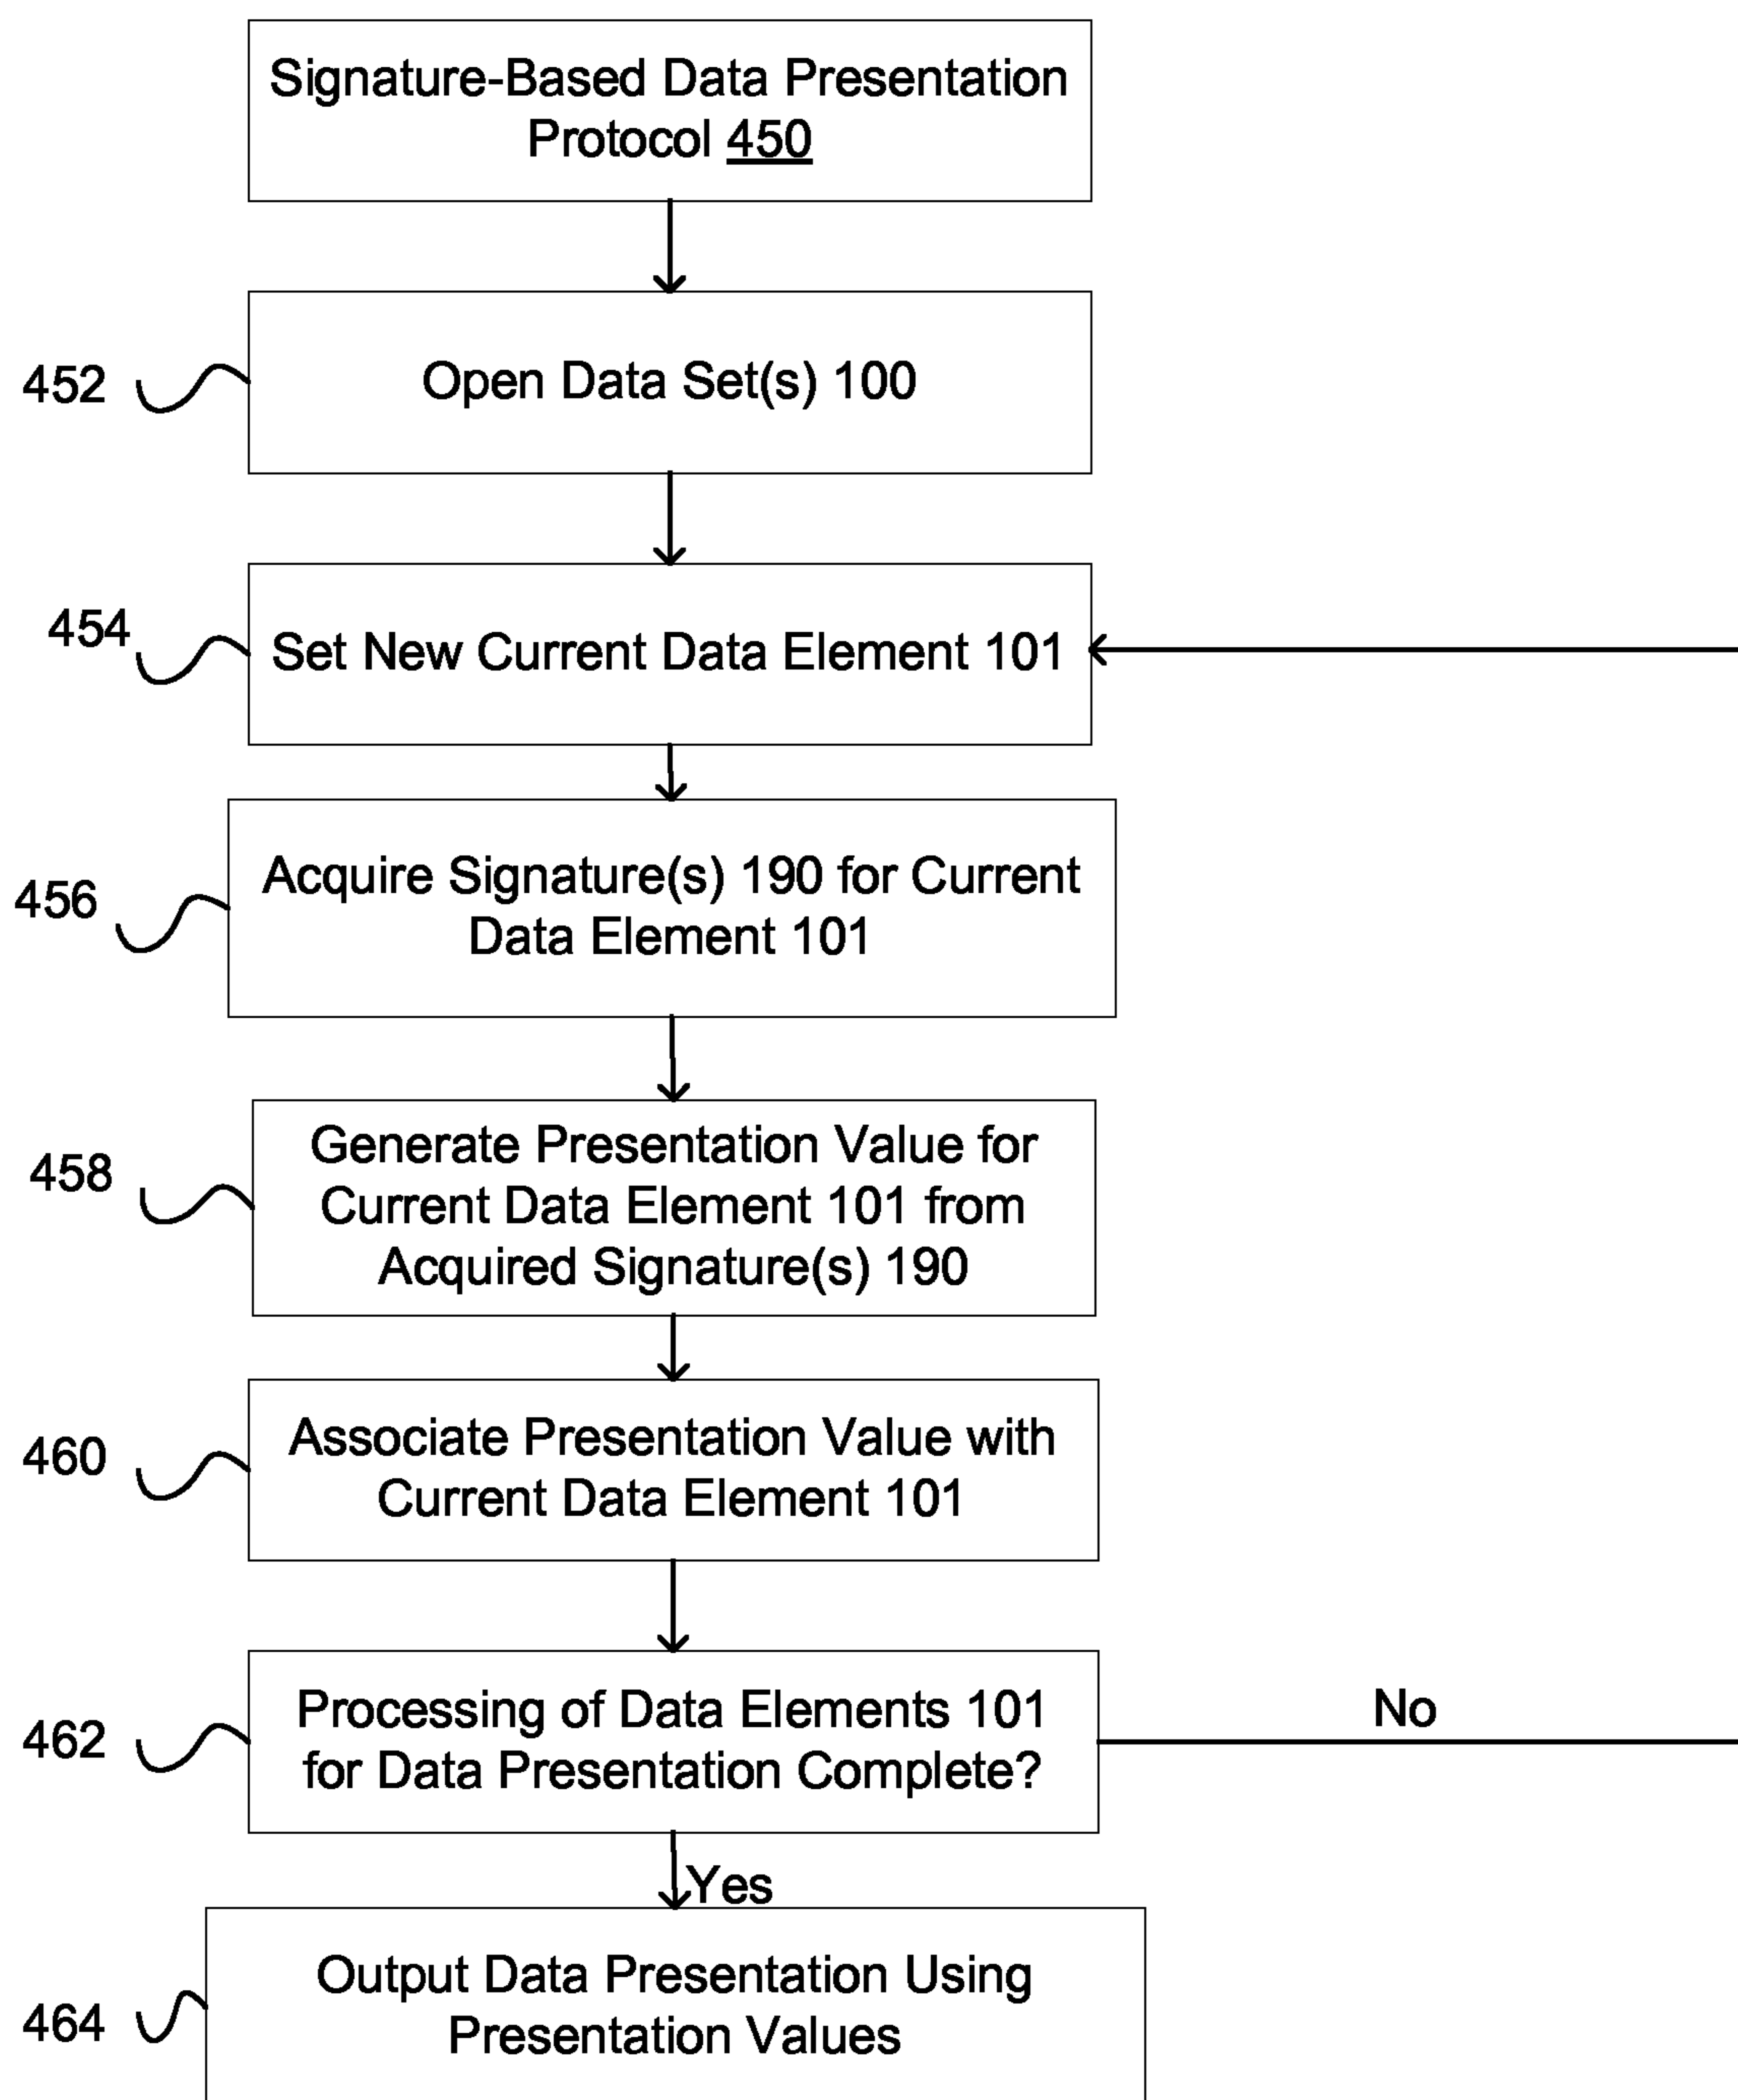 Signature-Based Data Presentation
Protocol 450
452
Open Data Set(s) 100
454
Set New Current Data Element 101
456
Acquire Signature(s) 190 for Current
Data Element 101
458
Generate Presentation Value for
Current Data Element 101 from
Acquired Signature(s) 190
460
Associate Presentation Value with
Current Data Element 101
462
Processing of Data Elements 101
for Data Presentation Complete?
No
Yes
464
Output Data Presentation Using
Presentation Values